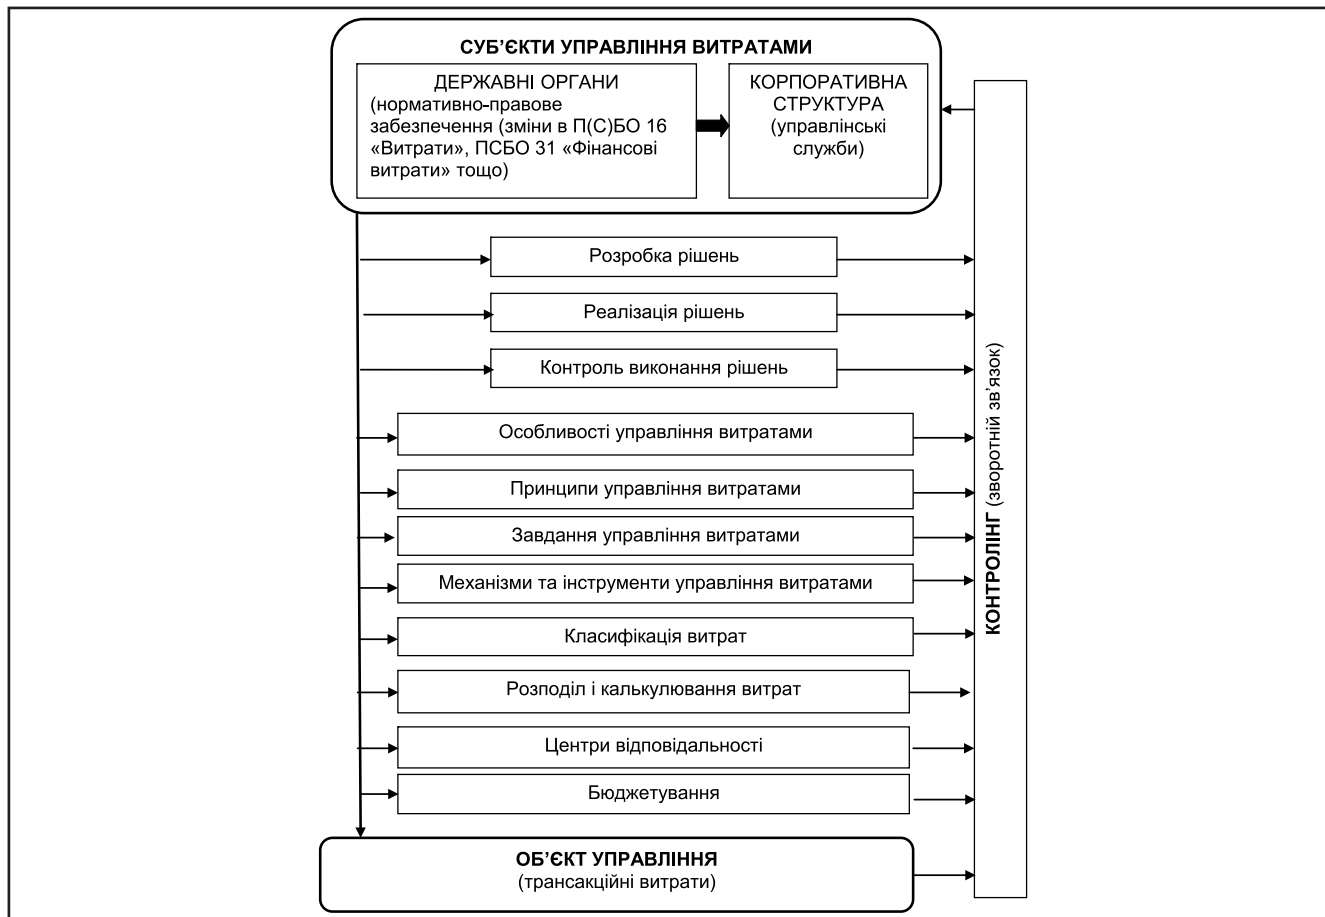 СУБ’ЄКТИ УПРАВЛІННЯ ВИТРАТАМИ
ДЕРЖАВНІ ОРГАНИ
(нормативно-правове
забезпечення (зміни в П(С)БО 16
«Витрати», ПСБО 31 «Фінансові
витрати» тощо)
КОРПОРАТИВНА
СТРУКТУРА
(управлінські
служби)
Розробка рішень
Реалізація рішень
Контроль виконання рішень
Особливості управління витратами
Принципи управління витратами
Завдання управління витратами
Механізми та інструменти управління витратами
Класифікація витрат
Розподіл і калькулювання витрат
Центри відповідальності
Бюджетування
ОБ’ЄКТ УПРАВЛІННЯ
(трансакційні витрати)
КОНТРОЛІНГ (зворотній зв’язок)